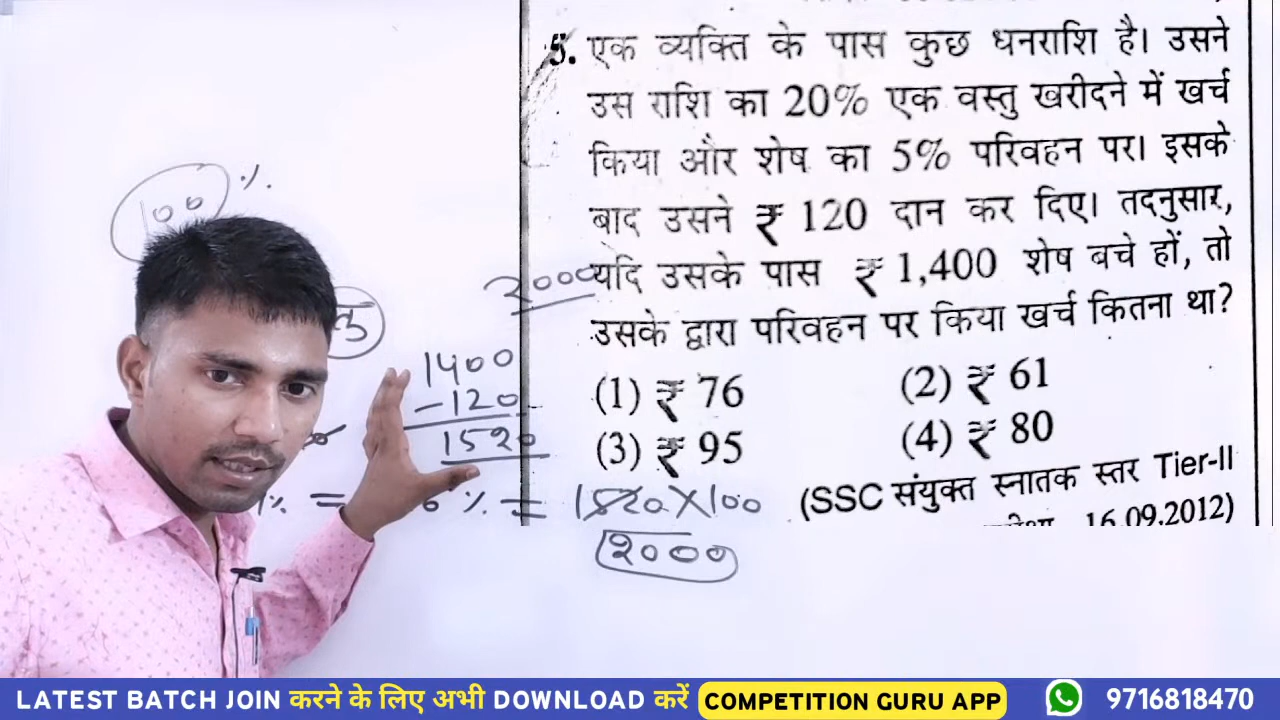 5. एक व्यक्ति के पास कुछ धनराशि है। उसने
उस राशि का 20% एक वस्तु खरीदने में खर्च
किया और शेष का 5% परिवहन पर। इसके
बाद उसने ₹ 120 दान कर दिए। तदनुसार,
यदि उसके पास ₹ 1,400 शेष बचे हों, तो
उसके द्वारा परिवहन पर किया खर्च कितना था?
(1) ₹ 76 (2) ₹ 61
(3) ₹ 95 (4) ₹ 80
(SSC संयुक्त स्नातक स्तर Tier-II
16.09.2012)
100 %
2000
1400
-120
1520
% = % = 1520×100
2000
LATEST BATCH JOIN करने के लिए अभी DOWNLOAD करें COMPETITION GURU APP 9716818470